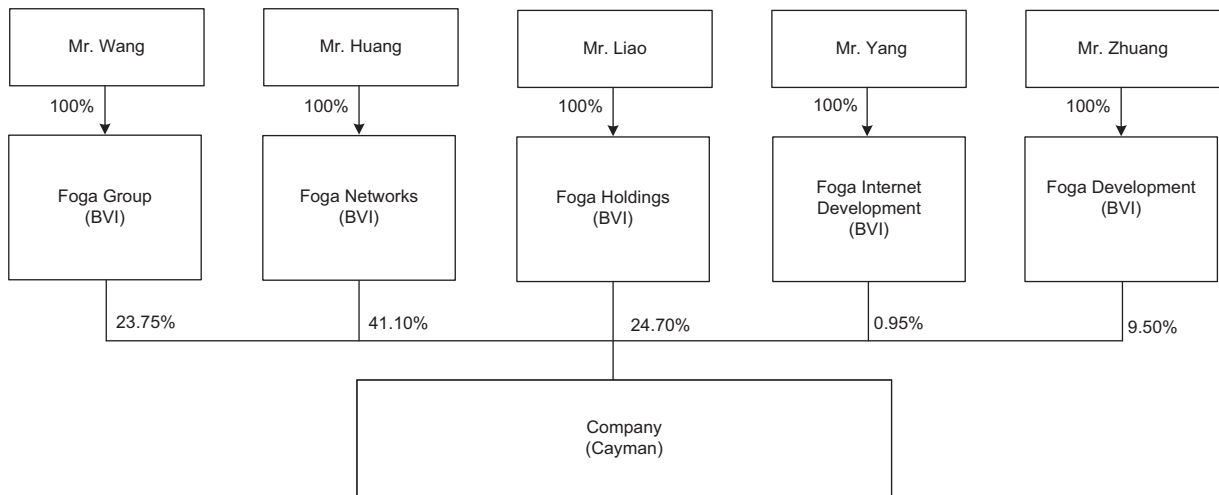 Mr. Wang
Mr. Huang
Mr. Liao
Mr. Yang
Mr. Zhuang
100%
100%
100%
100%
100%
Foga Group
(BVI)
Foga Networks
(BVI)
Foga Holdings
(BVI)
Foga Internet
Development
(BVI)
Foga Development
(BVI)
23.75%
41.10%
24.70%
0.95%
9.50%
Company
(Cayman)